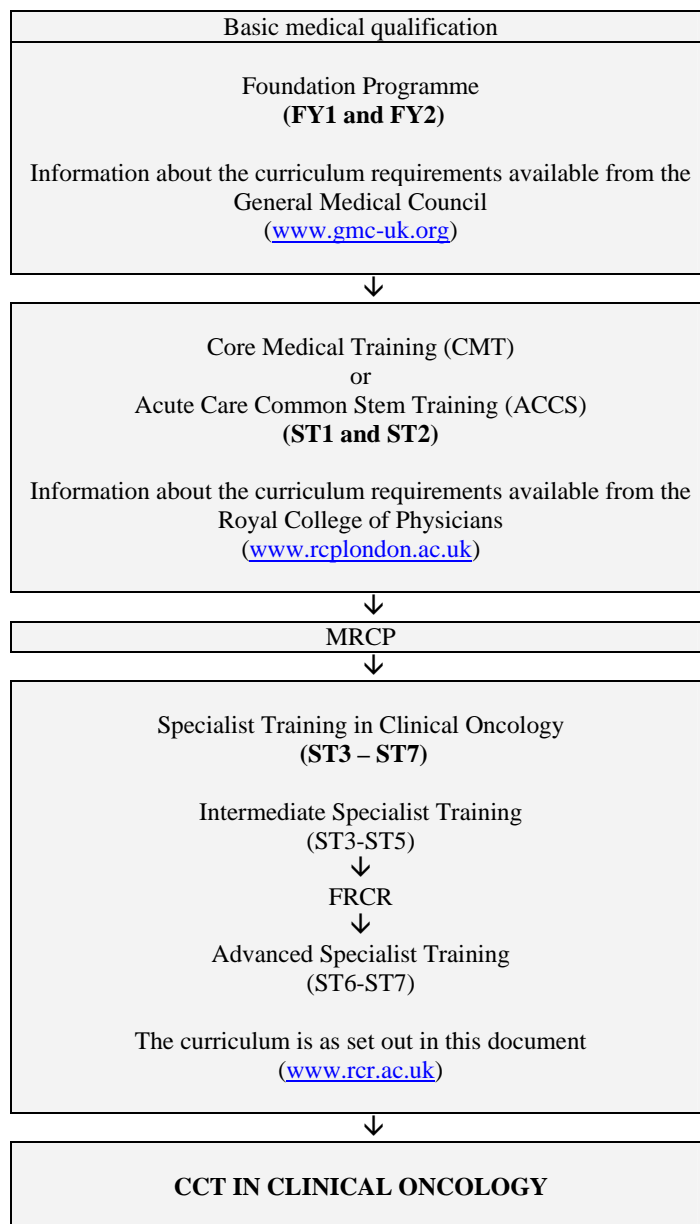 Basic medical qualification
Foundation Programme
(FY1 and FY2)
Information about the curriculum requirements available from the
General Medical Council
(www.gmc-uk.org)
Core Medical Training (CMT)
or
Acute Care Common Stem Training (ACCS)
(ST1 and ST2)
Information about the curriculum requirements available from the
Royal College of Physicians
(www.rcplondon.ac.uk)
MRCP
Specialist Training in Clinical Oncology
(ST3 – ST7)
Intermediate Specialist Training
(ST3-ST5)
FRCR
Advanced Specialist Training
(ST6-ST7)
The curriculum is as set out in this document
(www.rcr.ac.uk)
CCT IN CLINICAL ONCOLOGY